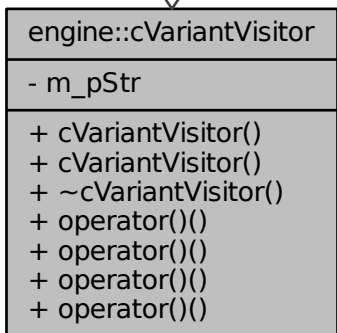 engine::cVariantVisitor
- m_pStr
+ cVariantVisitor()
+ cVariantVisitor()
+ ~cVariantVisitor()
+ operator()()
+ operator()()
+ operator()()
+ operator()()